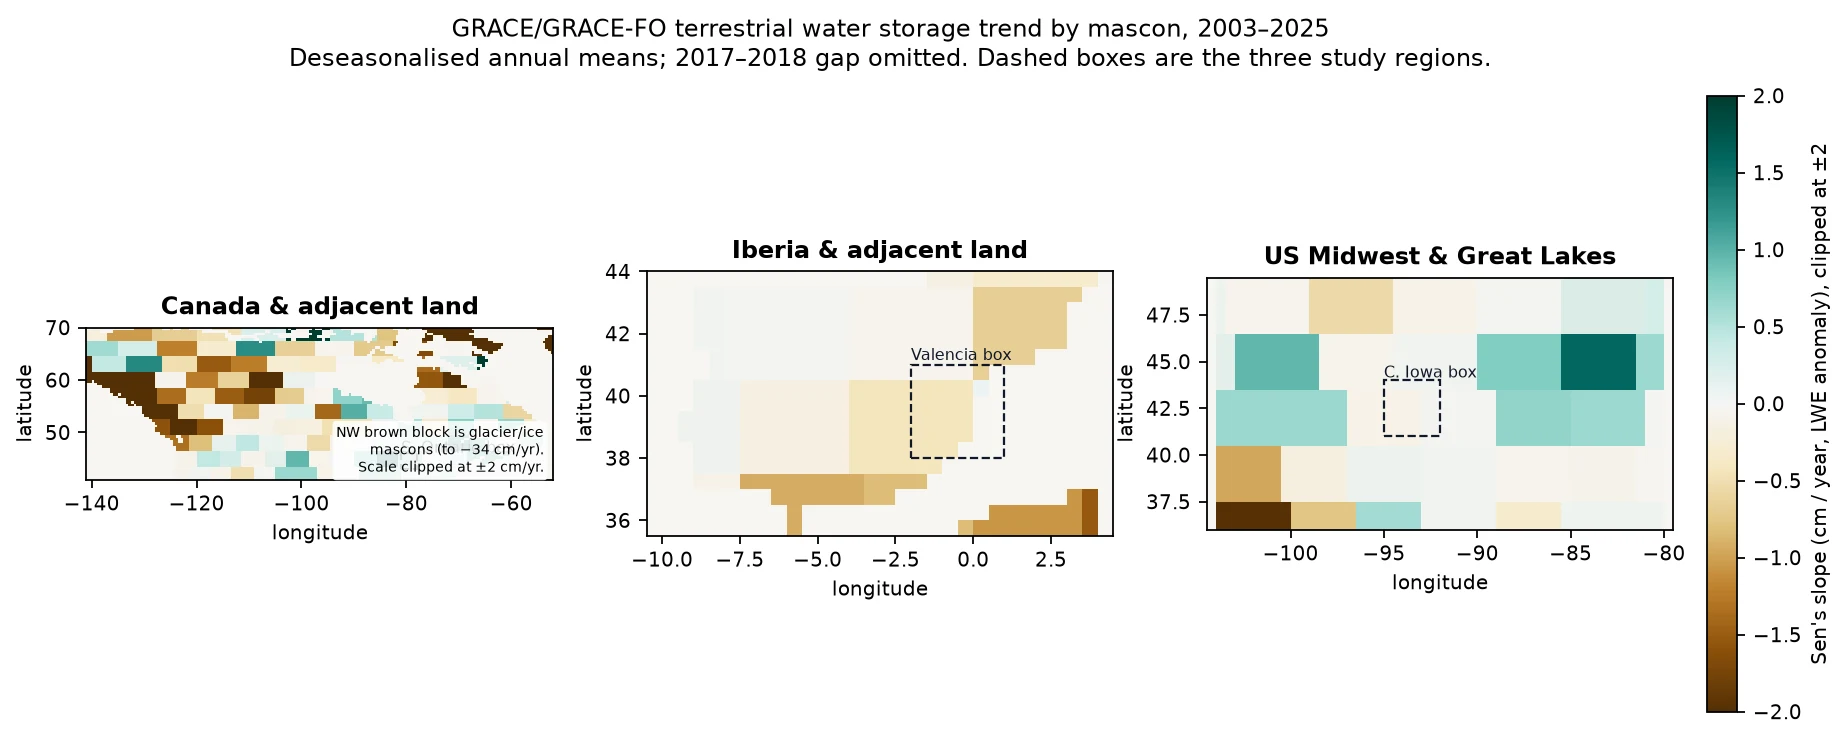 GRACE/GRACE-FO terrestrial water storage trend by mascon, 2003–2025
Deseasonalised annual means; 2017–2018 gap omitted. Dashed boxes are the three study regions.
Canada & adjacent land
70
60
50
latitude
−140
−120
−100
−80
−60
longitude
NW brown block is glacier/ice
mascons (to −34 cm/yr).
Scale clipped at ±2 cm/yr.
Iberia & adjacent land
44
42
40
38
36
latitude
Valencia box
−10.0
−7.5
−5.0
−2.5
0.0
2.5
longitude
US Midwest & Great Lakes
47.5
45.0
42.5
40.0
37.5
latitude
C. Iowa box
−100
−95
−90
−85
−80
longitude
2.0
1.5
1.0
0.5
0.0
−0.5
−1.0
−1.5
−2.0
Sen's slope (cm / year, LWE anomaly), clipped at ±2